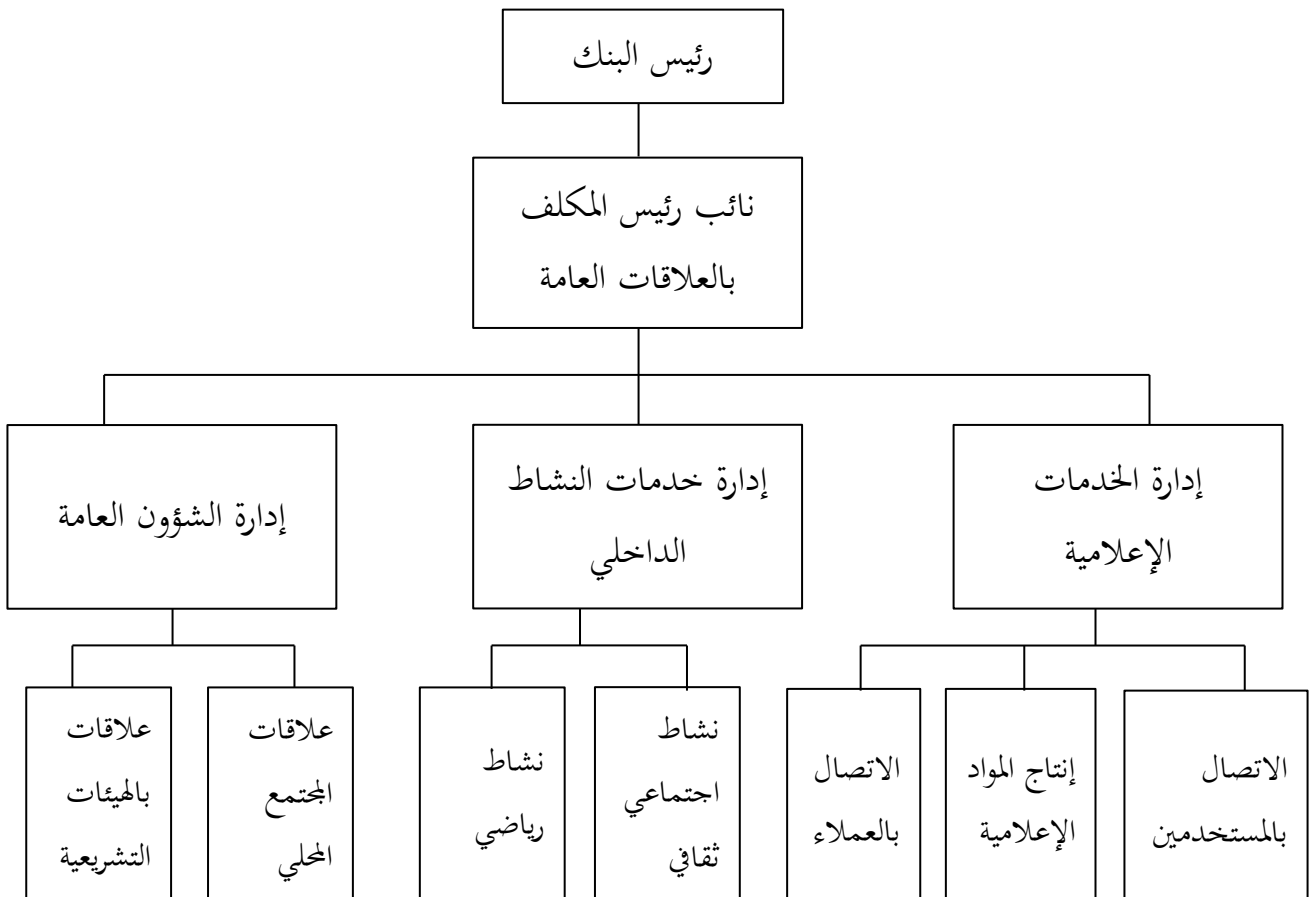 رئيس البنك
نائب رئيس المكلف
بالعلاقات العامة
إدارة الخدمات
الإعلامية
إدارة خدمات النشاط
الداخلي
إدارة الشؤون العامة
الاتصال
بالمستخدمين
إنتاج المواد
الإعلامية
الاتصال
بالعملاء
نشاط
اجتماعي
ثقافي
نشاط
رياضي
علاقات
المجتمع
المحلي
علاقات
بالهيئات
التشريعية